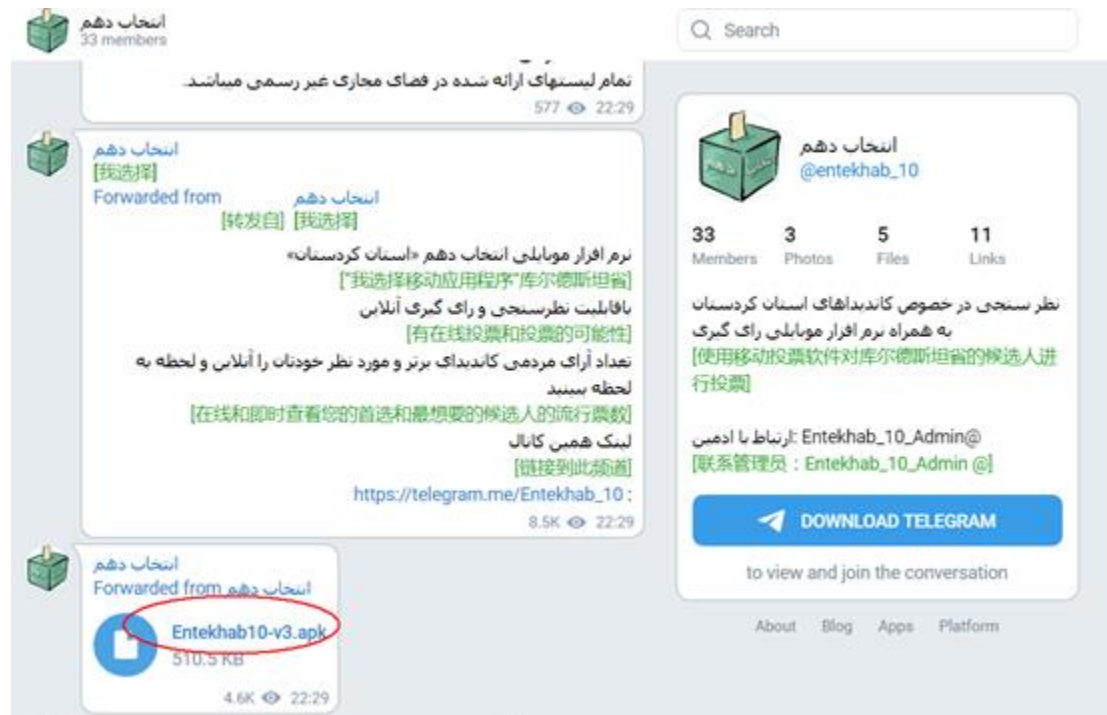 انتخاب دهم
33 members
Search
تمام لیستهای ارائه شده در فضای مجازی غیر رسمی میباشد.
577 22:29
انتخاب دهم
[我选择]
Forwarded from انتخاب دهم
[转发自] [我选择]
نرم افزار موبایلی انتخاب دهم «استان کردستان»
["我选择移动应用程序"库尔德斯坦省]
باقابلیت نظرسنجی و رای گیری آنلاین
[有在线投票和投票的可能性]
تعداد آرای مردمی کاندیدای برتر و مورد نظر خودتان را آنلاین و لحظه به
لحظه ببینید
[在线和即时查看您的首选和最想要的候选人的流行票数]
لینک همین کانال
[链接到此频道]
https://telegram.me/Entekhab_10 :
8.5K 22:29
انتخاب دهم
Forwarded from انتخاب دهم
Entekhab10-v3.apk
510.5 KB
4.6K 22:29
انتخاب دهم
@entekhab_10
33 3 5 11
Members Photos Files Links
نظر سنجی در خصوص کاندیداهای استان کردستان
به همراه نرم افزار موبایلی رای گیری
[使用移动投票软件对库尔德斯坦省的候选人进
行投票]
ارتباط با ادمین: Entekhab_10_Admin@
[联系管理员：Entekhab_10_Admin @]
DOWNLOAD TELEGRAM
to view and join the conversation
About Blog Apps Platform